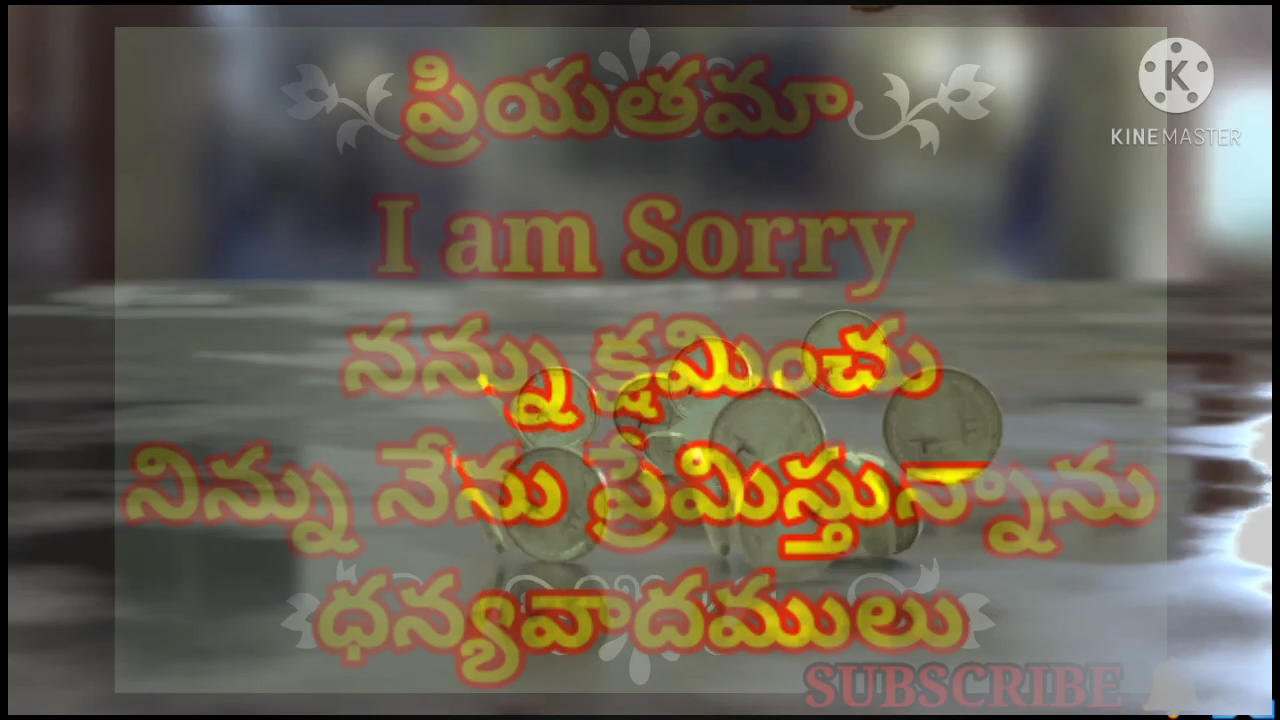 ప్రియతమా
KINEMASTER
I am Sorry
నన్ను క్షమించు
నిన్ను నేను ప్రేమిస్తున్నాను
ధన్యవాదములు
SUBSCRIBE